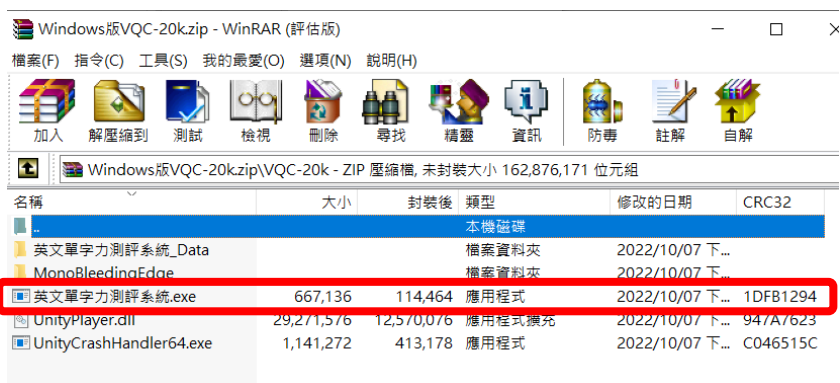 Windows版VQC-20k.zip - WinRAR (評估版)
檔案(F) 指令(C) 工具(S) 我的最愛(O) 選項(N) 說明(H)
加入 解壓縮到 測試 檢視 刪除 尋找 精靈 資訊 防毒 註解 自解
Windows版VQC-20k.zip\VQC-20k - ZIP 壓縮檔, 未封裝大小 162,876,171 位元組
名稱 大小 封裝後 類型 修改的日期 CRC32
.. 本機磁碟
英文單字力測評系統_Data 檔案資料夾 2022/10/07 下...
MonoBleedingEdge 檔案資料夾 2022/10/07 下...
英文單字力測評系統.exe 667,136 114,464 應用程式 2022/10/07 下... 1DFB1294
UnityPlayer.dll 29,271,576 12,570,076 應用程式擴充 2022/10/07 下... 947A7623
UnityCrashHandler64.exe 1,141,272 413,178 應用程式 2022/10/07 下... C046515C